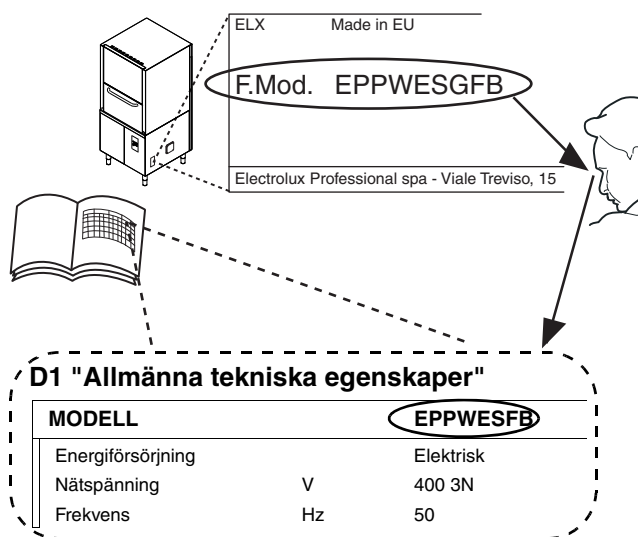 ELX Made in EU
F.Mod. EPPWESGFB
Electrolux Professional spa - Viale Treviso, 15
D1 "Allmänna tekniska egenskaper"
MODELL EPPWESFB
Energiförsörjning Elektrisk
Nätspänning V 400 3N
Frekvens Hz 50